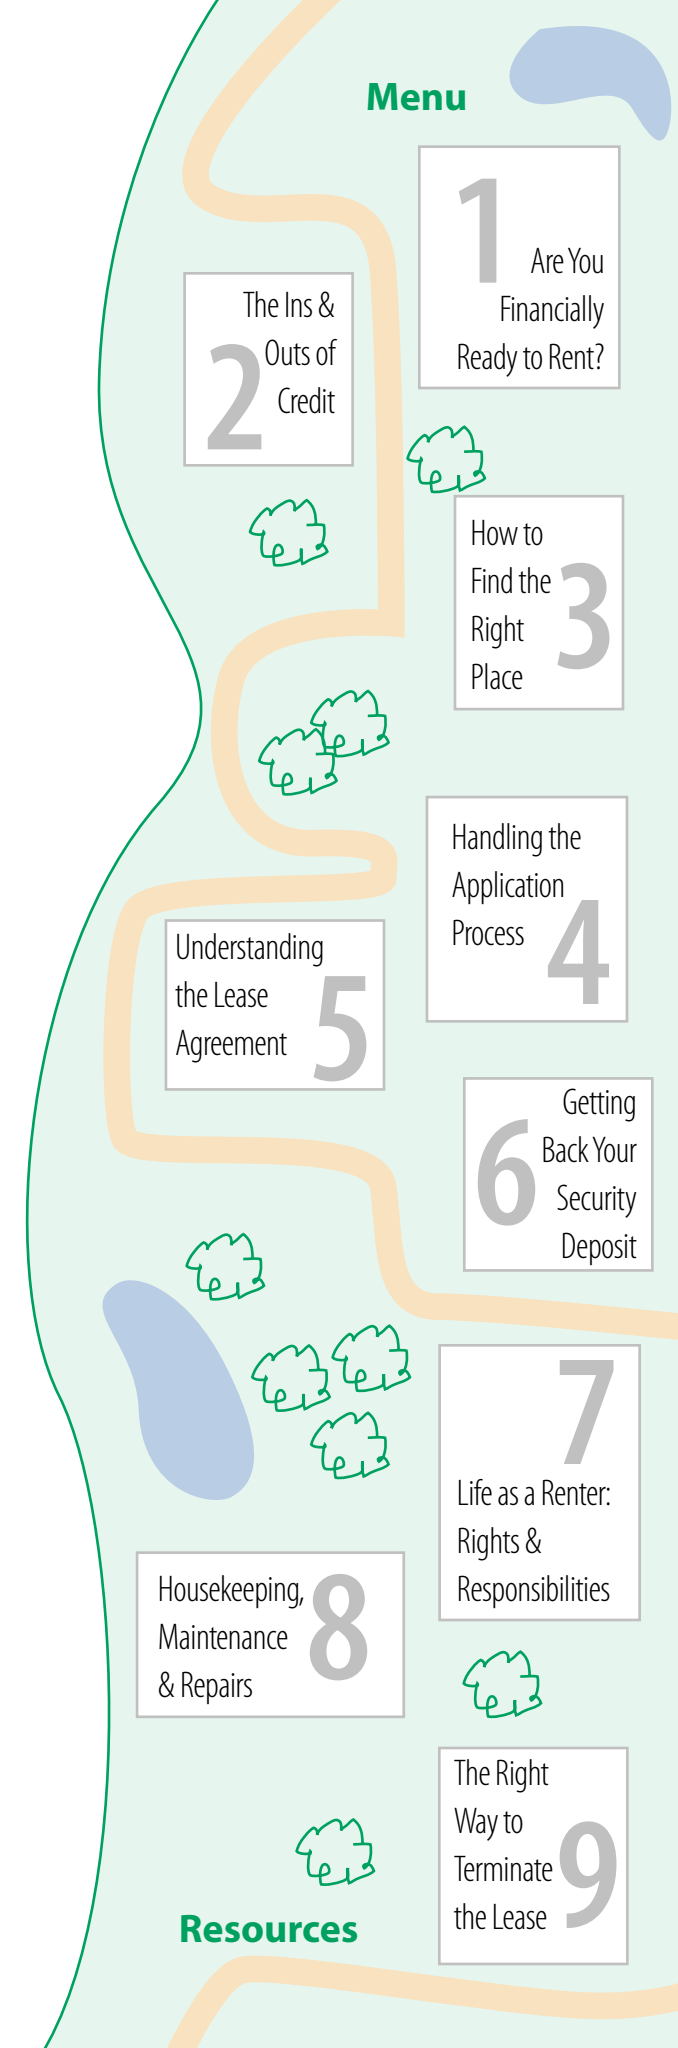 Menu
1
Are You
Financially
Ready to Rent?
The Ins &
Outs of
Credit
2
How to
Find the
Right
Place
3
Handling the
Application
Process
4
Understanding
the Lease
Agreement
5
Getting
Back Your
Security
Deposit
6
7
Life as a Renter:
Rights &
Responsibilities
Housekeeping,
Maintenance
& Repairs
8
The Right
Way to
Terminate
the Lease
9
Resources